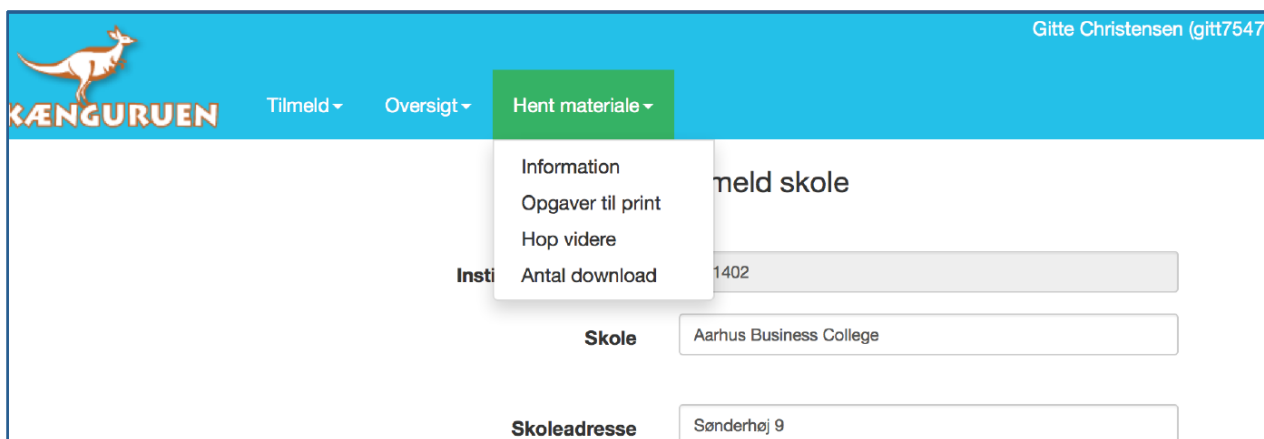 Gitte Christensen (gitt7547
KÆNGURUEN
Tilmeld Oversigt Hent materiale
Information
meld skole
Opgaver til print
Hop videre
Insti 1402
Antal download
Skole Aarhus Business College
Skoleadresse Sønderhøj 9